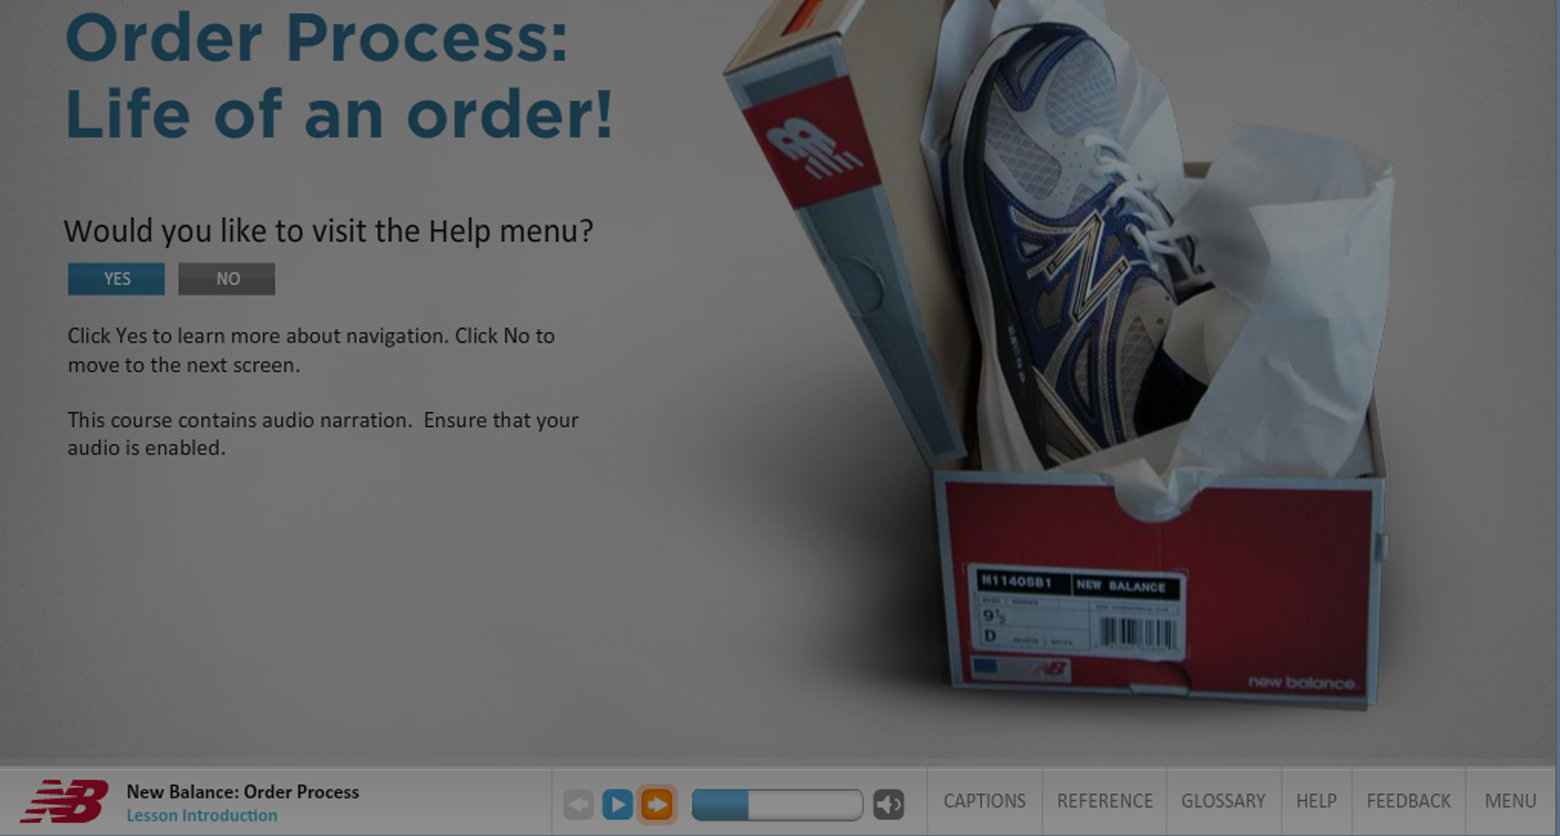 Order Process:
Life of an order!
Would you like to visit the Help menu?
YES NO
Click Yes to learn more about navigation. Click No to
move to the next screen.
This course contains audio narration.  Ensure that your
audio is enabled.
M1140SB1 NEW BALANCE
9½
D
NB
new balance
NB
New Balance: Order Process
Lesson Introduction
CAPTIONS REFERENCE GLOSSARY HELP FEEDBACK MENU